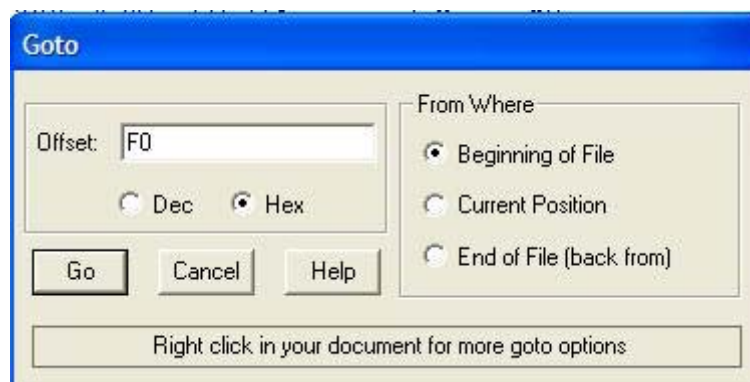 Goto
From Where
Offset: F0
Beginning of File
Dec Hex
Current Position
End of File (back from)
Go Cancel Help
Right click in your document for more goto options